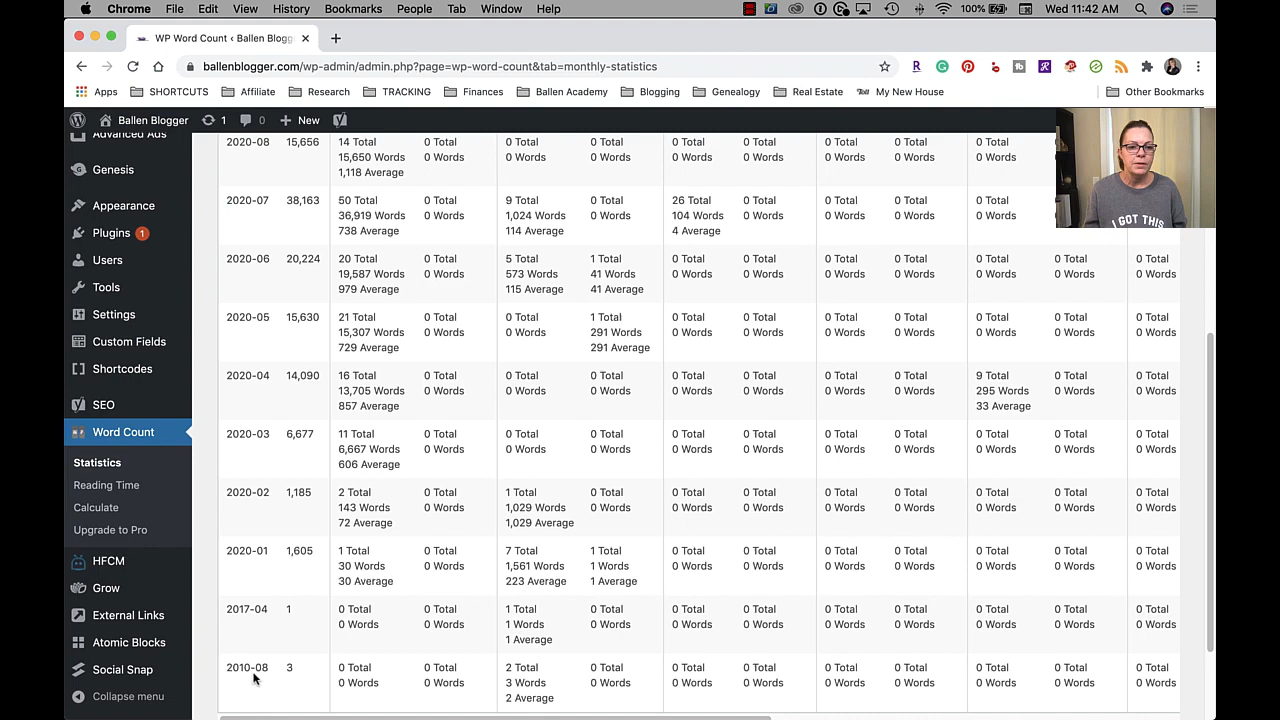 Chrome File Edit View History Bookmarks People Tab Window Help 100% Wed 11:42 AM
WP Word Count ‹ Ballen Blogg
ballenblogger.com/wp-admin/admin.php?page=wp-word-count&tab=monthly-statistics
Apps SHORTCUTS Affiliate Research TRACKING Finances Ballen Academy Blogging Genealogy Real Estate My New House Other Bookmarks
Ballen Blogger 1 0 New
Advanced Ads
Genesis
Appearance
Plugins 1
Users
Tools
Settings
Custom Fields
Shortcodes
SEO
Word Count
Statistics
Reading Time
Calculate
Upgrade to Pro
HFCM
Grow
External Links
Atomic Blocks
Social Snap
Collapse menu
2020-08 15,656 14 Total 0 Total 0 Total 0 Total 0 Total 0 Total 0 Total 0 Total 0 Total
15,650 Words 0 Words 0 Words 0 Words 0 Words 0 Words 0 Words 0 Words 0 Words
1,118 Average
2020-07 38,163 50 Total 0 Total 9 Total 0 Total 26 Total 0 Total 0 Total 0 Total 0 Total
36,919 Words 0 Words 1,024 Words 0 Words 104 Words 0 Words 0 Words 0 Words 0 Words
738 Average 114 Average 4 Average
2020-06 20,224 20 Total 0 Total 5 Total 1 Total 0 Total 0 Total 0 Total 0 Total 0 Total 0 Total 0 Total
19,587 Words 0 Words 573 Words 41 Words 0 Words 0 Words 0 Words 0 Words 0 Words 0 Words 0 Words
979 Average 115 Average 41 Average
2020-05 15,630 21 Total 0 Total 0 Total 1 Total 0 Total 0 Total 0 Total 0 Total 0 Total 0 Total 0 Total
15,307 Words 0 Words 0 Words 291 Words 0 Words 0 Words 0 Words 0 Words 0 Words 0 Words 0 Words
729 Average 291 Average
2020-04 14,090 16 Total 0 Total 0 Total 0 Total 0 Total 0 Total 0 Total 0 Total 9 Total 0 Total 0 Total
13,705 Words 0 Words 0 Words 0 Words 0 Words 0 Words 0 Words 0 Words 295 Words 0 Words 0 Words
857 Average 33 Average
2020-03 6,677 11 Total 0 Total 0 Total 0 Total 0 Total 0 Total 0 Total 0 Total 0 Total 0 Total 0 Total
6,667 Words 0 Words 0 Words 0 Words 0 Words 0 Words 0 Words 0 Words 0 Words 0 Words 0 Words
606 Average
2020-02 1,185 2 Total 0 Total 1 Total 0 Total 0 Total 0 Total 0 Total 0 Total 0 Total 0 Total 0 Total
143 Words 0 Words 1,029 Words 0 Words 0 Words 0 Words 0 Words 0 Words 0 Words 0 Words 0 Words
72 Average 1,029 Average
2020-01 1,605 1 Total 0 Total 7 Total 1 Total 0 Total 0 Total 0 Total 0 Total 0 Total 0 Total 0 Total
30 Words 0 Words 1,561 Words 1 Words 0 Words 0 Words 0 Words 0 Words 0 Words 0 Words 0 Words
30 Average 223 Average 1 Average
2017-04 1 0 Total 0 Total 1 Total 0 Total 0 Total 0 Total 0 Total 0 Total 0 Total 0 Total 0 Total
0 Words 0 Words 1 Words 0 Words 0 Words 0 Words 0 Words 0 Words 0 Words 0 Words 0 Words
1 Average
2010-08 3 0 Total 0 Total 2 Total 0 Total 0 Total 0 Total 0 Total 0 Total 0 Total 0 Total 0 Total
0 Words 0 Words 3 Words 0 Words 0 Words 0 Words 0 Words 0 Words 0 Words 0 Words 0 Words
2 Average
I GOT THIS